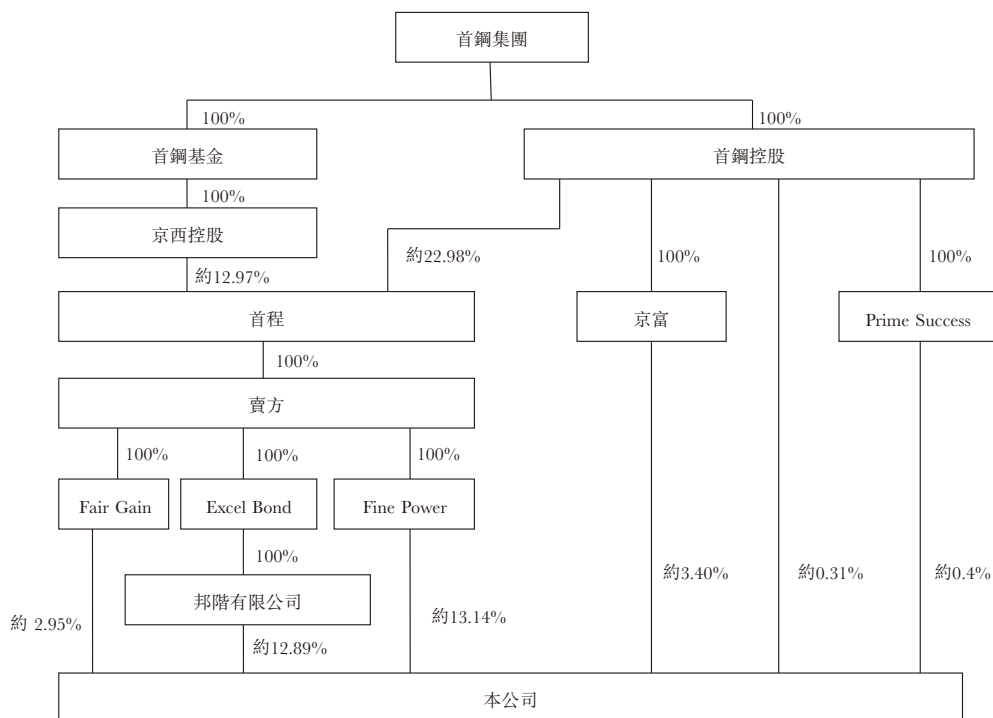 首鋼集團
100%
100%
首鋼基金
首鋼控股
100%
京西控股
約22.98%
100%
100%
約12.97%
首程
京富
Prime Success
100%
賣方
100%
100%
100%
Fair Gain
Excel Bond
Fine Power
100%
約3.40%
約0.31%
約0.4%
邦階有限公司
約 2.95%
約13.14%
約12.89%
本公司